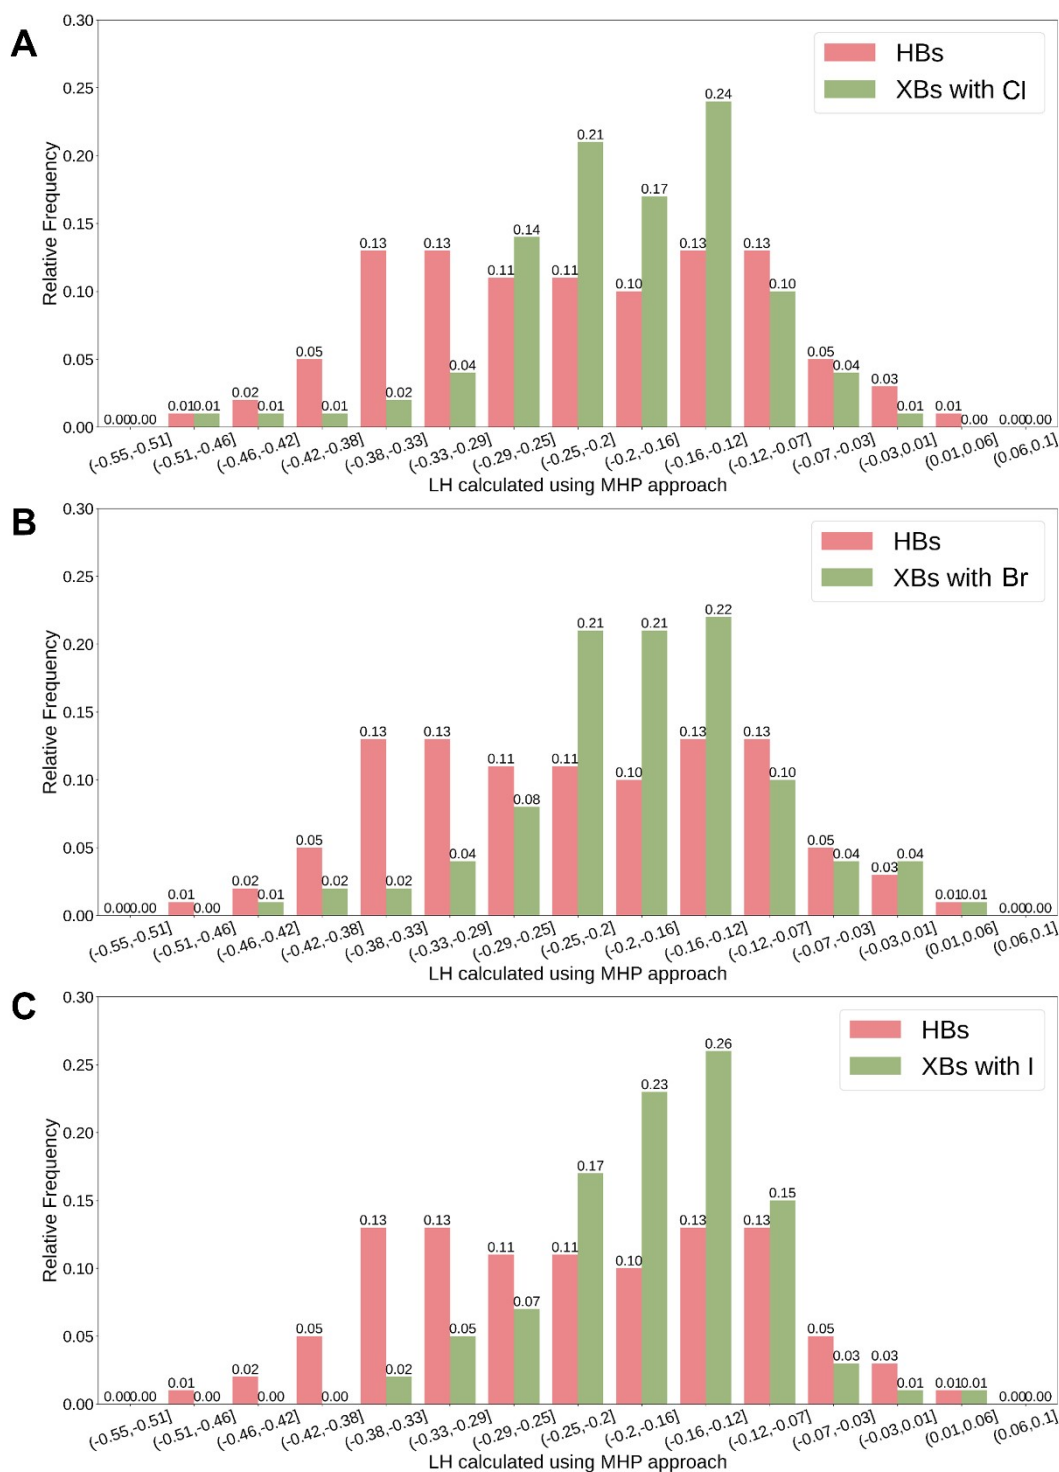 A
0.30
0.25
0.20
0.15
0.10
0.05
0.00
Relative Frequency
HBs
XBs with Cl
0.00 0.00 0.01 0.01 0.02 0.01 0.05 0.01 0.13 0.02 0.13 0.04 0.11 0.14 0.11 0.21 0.10 0.17 0.13 0.24 0.13 0.10 0.05 0.04 0.03 0.01 0.01 0.00 0.00 0.00
(-0.55,-0.51] (-0.51,-0.46] (-0.46,-0.42] (-0.42,-0.38] (-0.38,-0.33] (-0.33,-0.29] (-0.29,-0.25] (-0.25,-0.2] (-0.2,-0.16] (-0.16,-0.12] (-0.12,-0.07] (-0.07,-0.03] (-0.03,0.01] (0.01,0.06] (0.06,0.1]
LH calculated using MHP approach
B
0.30
0.25
0.20
0.15
0.10
0.05
0.00
Relative Frequency
HBs
XBs with Br
0.00 0.00 0.01 0.00 0.02 0.01 0.05 0.02 0.13 0.02 0.13 0.04 0.11 0.08 0.11 0.21 0.10 0.21 0.13 0.22 0.13 0.10 0.05 0.04 0.03 0.04 0.01 0.01 0.00 0.00
(-0.55,-0.51] (-0.51,-0.46] (-0.46,-0.42] (-0.42,-0.38] (-0.38,-0.33] (-0.33,-0.29] (-0.29,-0.25] (-0.25,-0.2] (-0.2,-0.16] (-0.16,-0.12] (-0.12,-0.07] (-0.07,-0.03] (-0.03,0.01] (0.01,0.06] (0.06,0.1]
LH calculated using MHP approach
C
0.30
0.25
0.20
0.15
0.10
0.05
0.00
Relative Frequency
HBs
XBs with I
0.00 0.00 0.01 0.00 0.02 0.00 0.05 0.00 0.13 0.02 0.13 0.05 0.11 0.07 0.11 0.17 0.10 0.23 0.13 0.26 0.13 0.15 0.05 0.03 0.03 0.01 0.01 0.01 0.00 0.00
(-0.55,-0.51] (-0.51,-0.46] (-0.46,-0.42] (-0.42,-0.38] (-0.38,-0.33] (-0.33,-0.29] (-0.29,-0.25] (-0.25,-0.2] (-0.2,-0.16] (-0.16,-0.12] (-0.12,-0.07] (-0.07,-0.03] (-0.03,0.01] (0.01,0.06] (0.06,0.1]
LH calculated using MHP approach